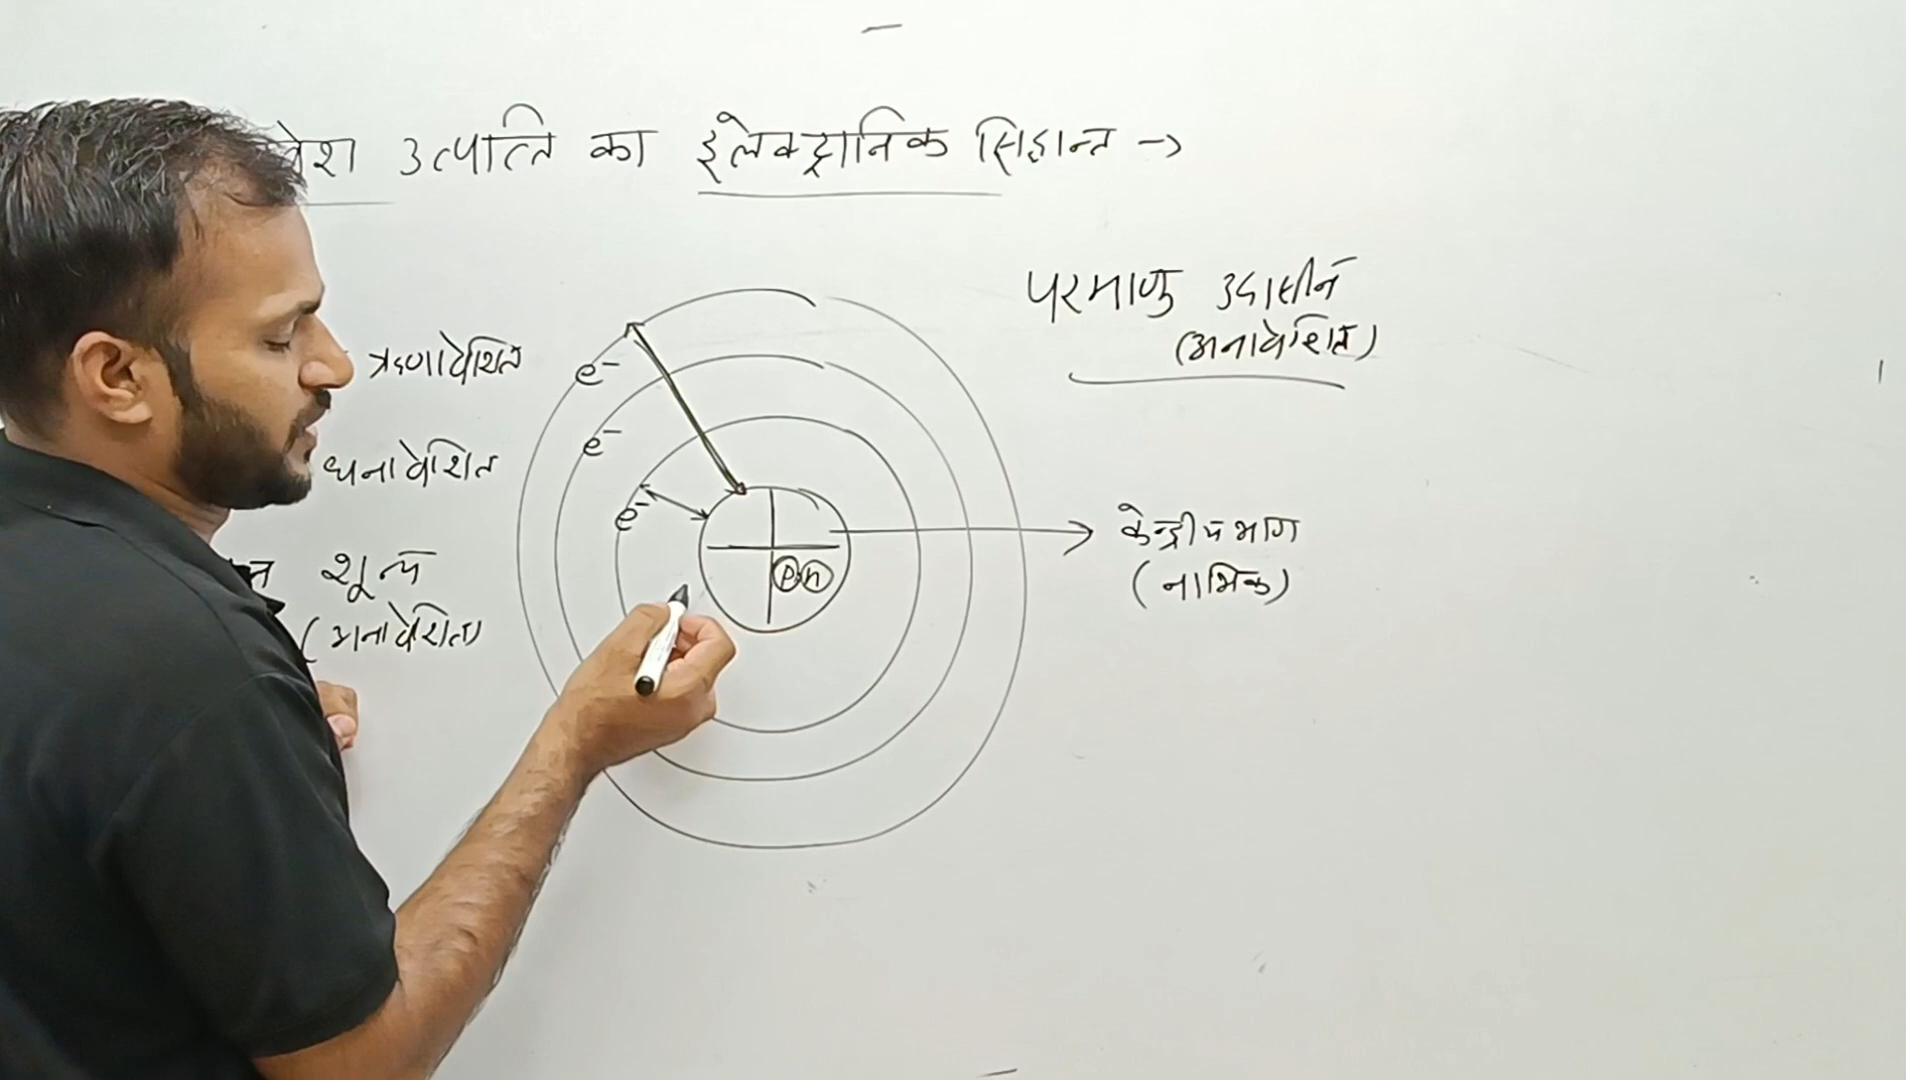 वेश उत्पत्ति का इलेक्ट्रानिक सिद्धान्त →
परमाणु उदासीन
(अनावेशित)
ऋणावेशित
e⁻
e⁻
धनावेशित
e⁻
केन्द्रीय भाग
(नाभिक)
p n
न शून्य
(अनावेशित)